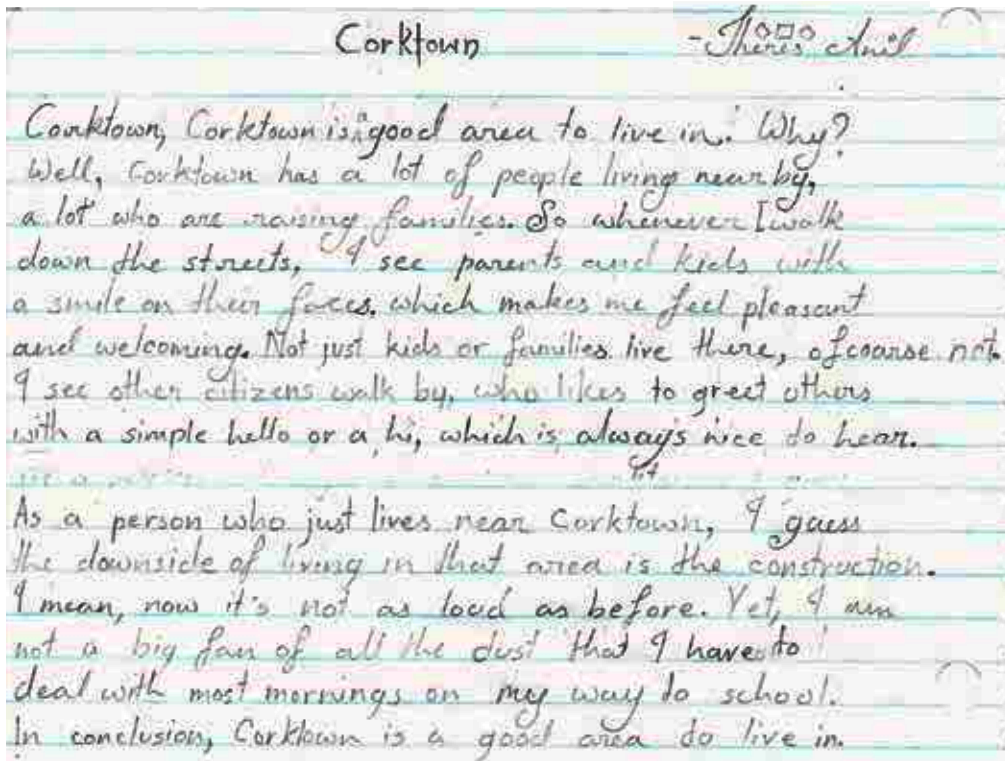 Corktown - Theres Anil
Courktown, Corktown is a good area to live in. Why?
Well, Corktown has a lot of people living nearby,
a lot who are raising families. So whenever I walk
down the streets, I see parents and kids with
a smile on their faces. which makes me feel pleasant
and welcoming. Not just kids or families live there, ofcoarse not.
I see other citizens walk by, who likes to greet others
with a simple hello or a hi, which is always nice to hear.
As a person who just lives near Corktown, I guess
the downside of living in that area is the construction.
I mean, now it's not as loud as before. Yet, I am
not a big fan of all the dust that I have to
deal with most mornings on my way to school.
In conclusion, Corktown is a good area to live in.